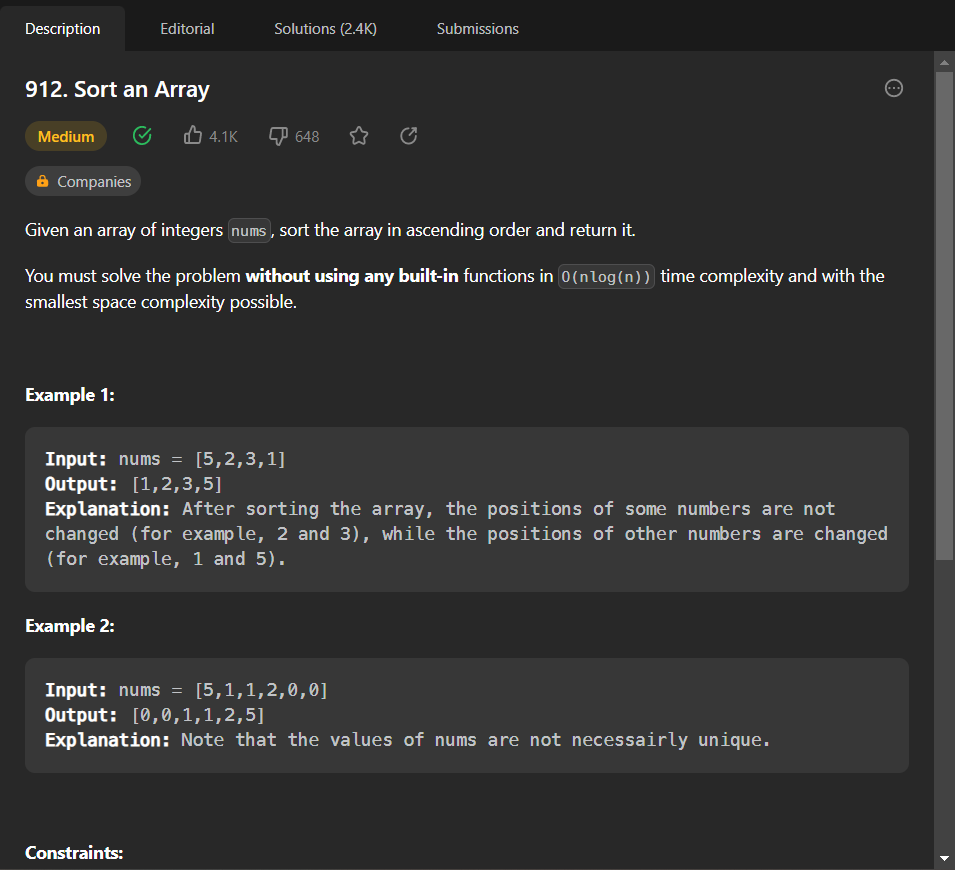 Description Editorial Solutions (2.4K) Submissions
912. Sort an Array
Medium 4.1K 648
Companies
Given an array of integers nums, sort the array in ascending order and return it.
You must solve the problem without using any built-in functions in O(nlog(n)) time complexity and with the
smallest space complexity possible.
Example 1:
Input: nums = [5,2,3,1]
Output: [1,2,3,5]
Explanation: After sorting the array, the positions of some numbers are not
changed (for example, 2 and 3), while the positions of other numbers are changed
(for example, 1 and 5).
Example 2:
Input: nums = [5,1,1,2,0,0]
Output: [0,0,1,1,2,5]
Explanation: Note that the values of nums are not necessairly unique.
Constraints: